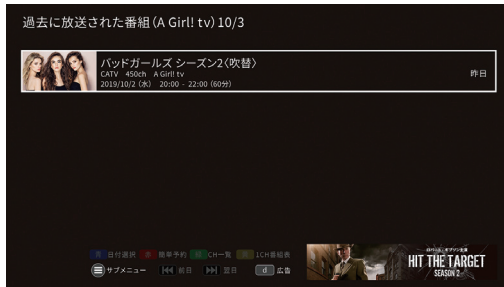 過去に放送された番組(A Girl! tv)10/3
バッドガールズ シーズン2〈吹替〉
CATV 450ch A Girl! tv
2019/10/2(水) 20:00 - 22:00(60分)
昨日
青 日付選択 赤 簡単予約 緑 CH一覧 黄 1CH番組表
サブメニュー 前日 翌日 d 広告
HIT THE TARGET
SEASON 2